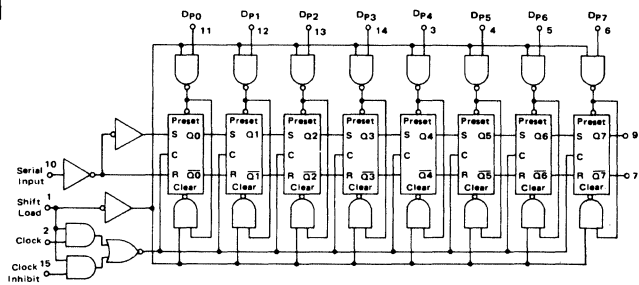 DP0 DP1 DP2 DP3 DP4 DP5 DP6 DP7
11 12 13 14 3 4 5 6
Preset Preset Preset Preset Preset Preset Preset Preset
S Q0 S Q1 S Q2 S Q3 S Q4 S Q5 S Q6 S Q7 9
C C C C C C C C
R Q0 R Q1 R Q2 R Q3 R Q4 R Q5 R Q6 R Q7 7
Clear Clear Clear Clear Clear Clear Clear Clear
Serial 10
Input
Shift 1
Load
2
Clock
Clock 15
Inhibit